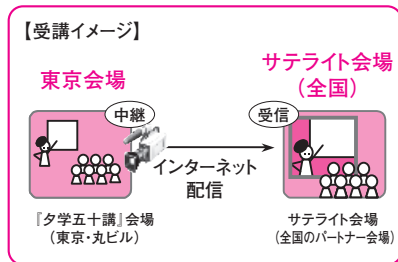 【受講イメージ】
東京会場
サテライト会場
(全国)
中継
受信
インターネット
配信
『夕学五十講』会場
(東京・丸ビル)
サテライト会場
(全国のパートナー会場)